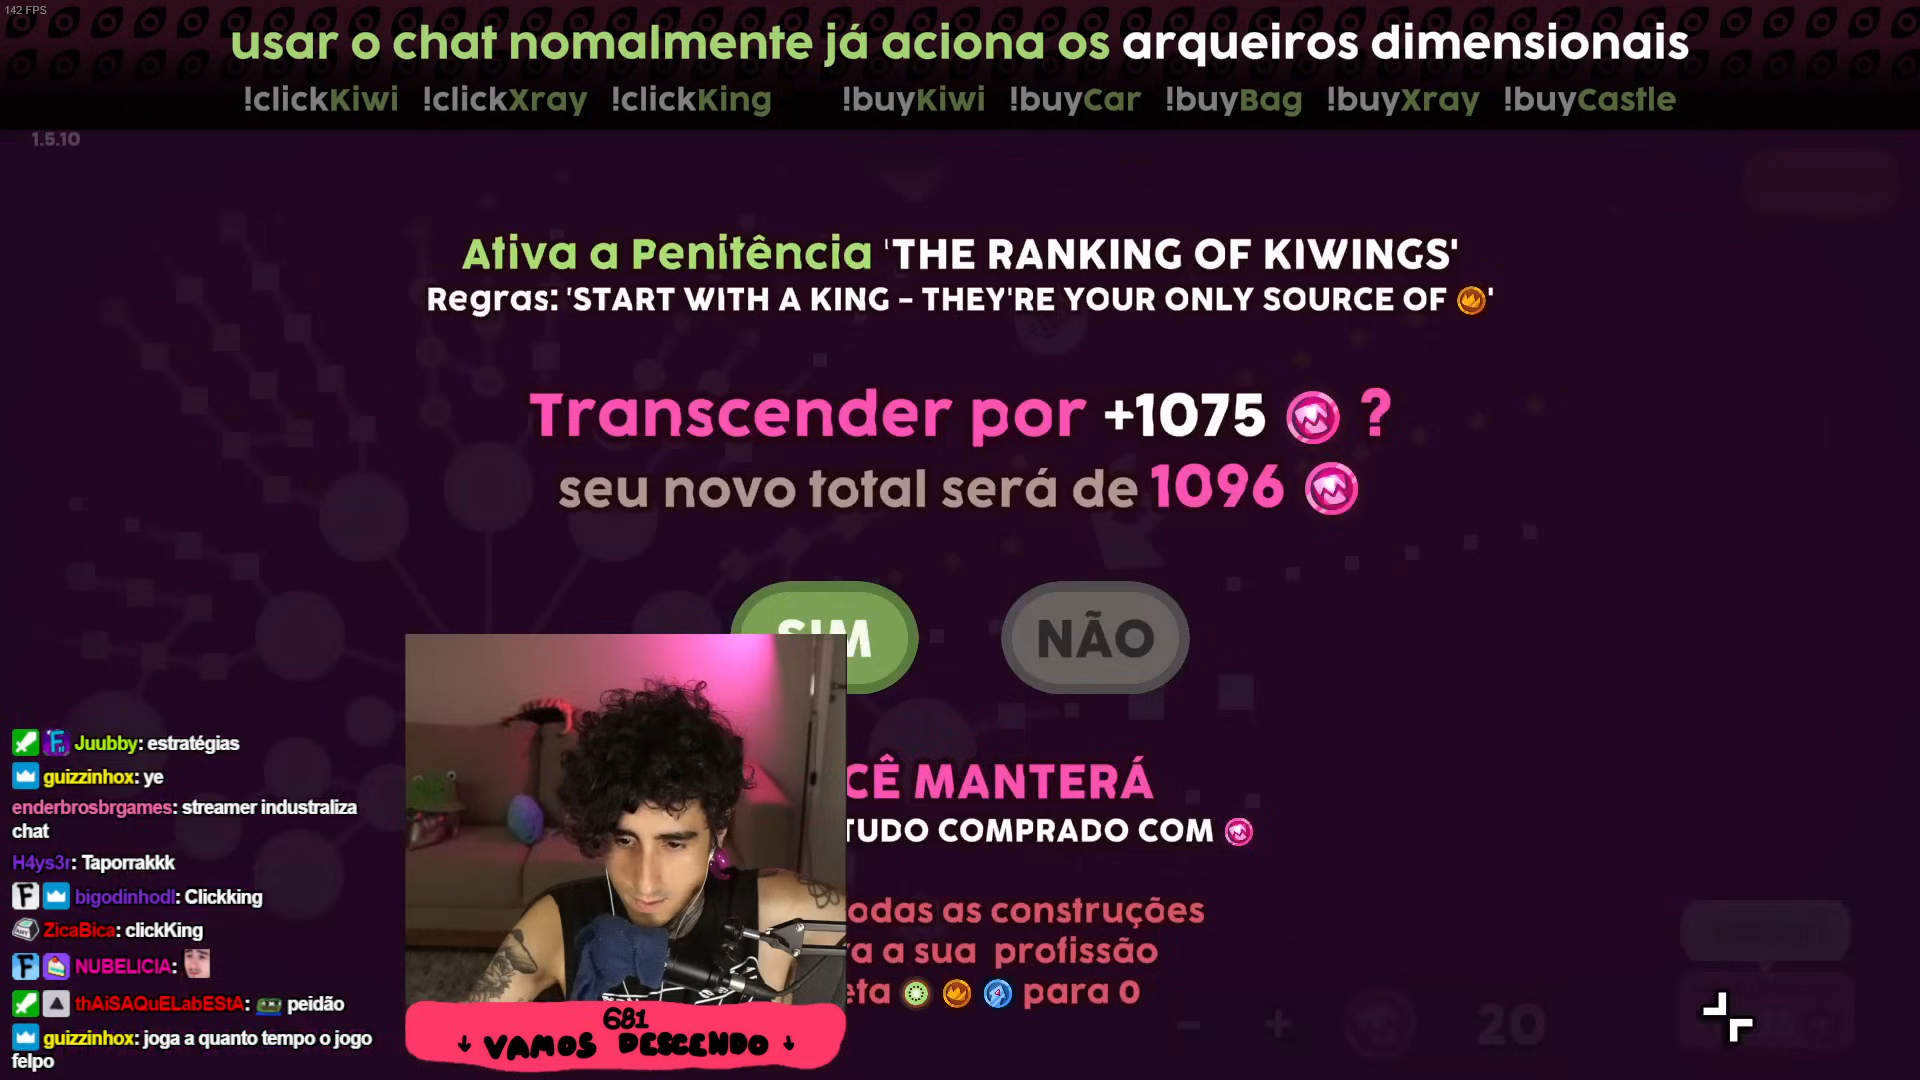 142 FPS
usar o chat nomalmente já aciona os arqueiros dimensionais
!clickKiwi !clickXray !clickKing !buyKiwi !buyCar !buyBag !buyXray !buyCastle
1.5.10
Ativa a Penitência 'THE RANKING OF KIWINGS'
Regras: 'START WITH A KING - THEY'RE YOUR ONLY SOURCE OF '
Transcender por +1075 ?
seu novo total será de 1096
SIM NÃO
CÊ MANTERÁ
TUDO COMPRADO COM
odas as construções
a a sua profissão
eta para 0
- + 20
Juubby: estratégias
guizzinhox: ye
enderbrosbrgames: streamer industraliza
chat
H4ys3r: Taporrakkk
bigodinhodl: Clickking
ZicaBica: clickKing
NUBELICIA:
thAiSAQuELabEStA: peidão
guizzinhox: joga a quanto tempo o jogo
felpo
681
↓ VAMOS DESCENDO ↓